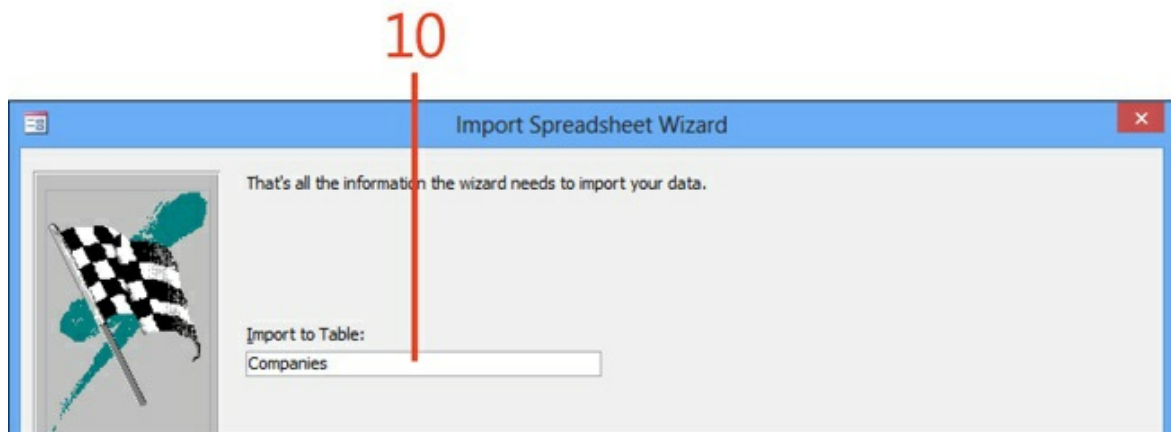 10
Import Spreadsheet Wizard
That's all the information the wizard needs to import your data.
Import to Table:
Companies